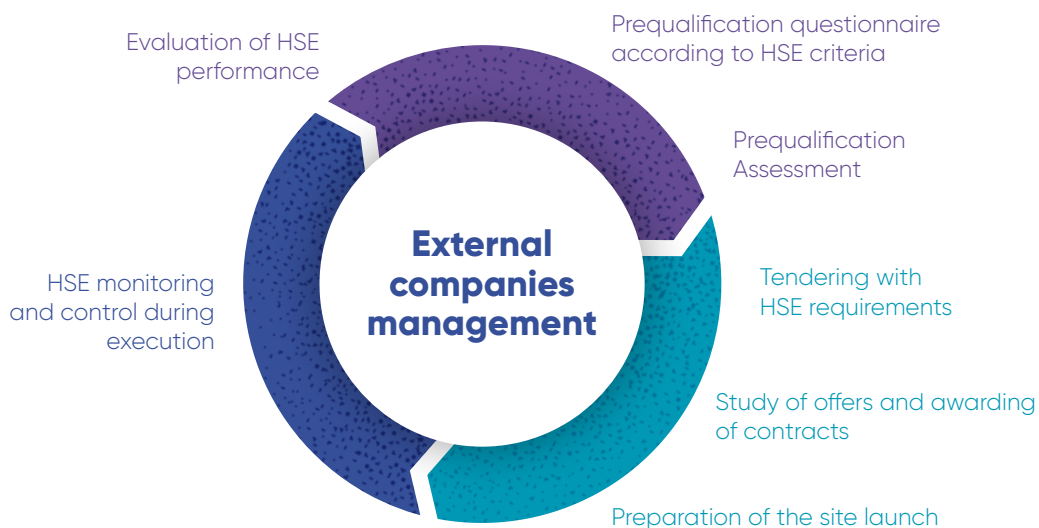 Evaluation of HSE
performance
Prequalification questionnaire
according to HSE criteria
Prequalification
Assessment
External
companies
management
Tendering with
HSE requirements
HSE monitoring
and control during
execution
Study of offers and awarding
of contracts
Preparation of the site launch